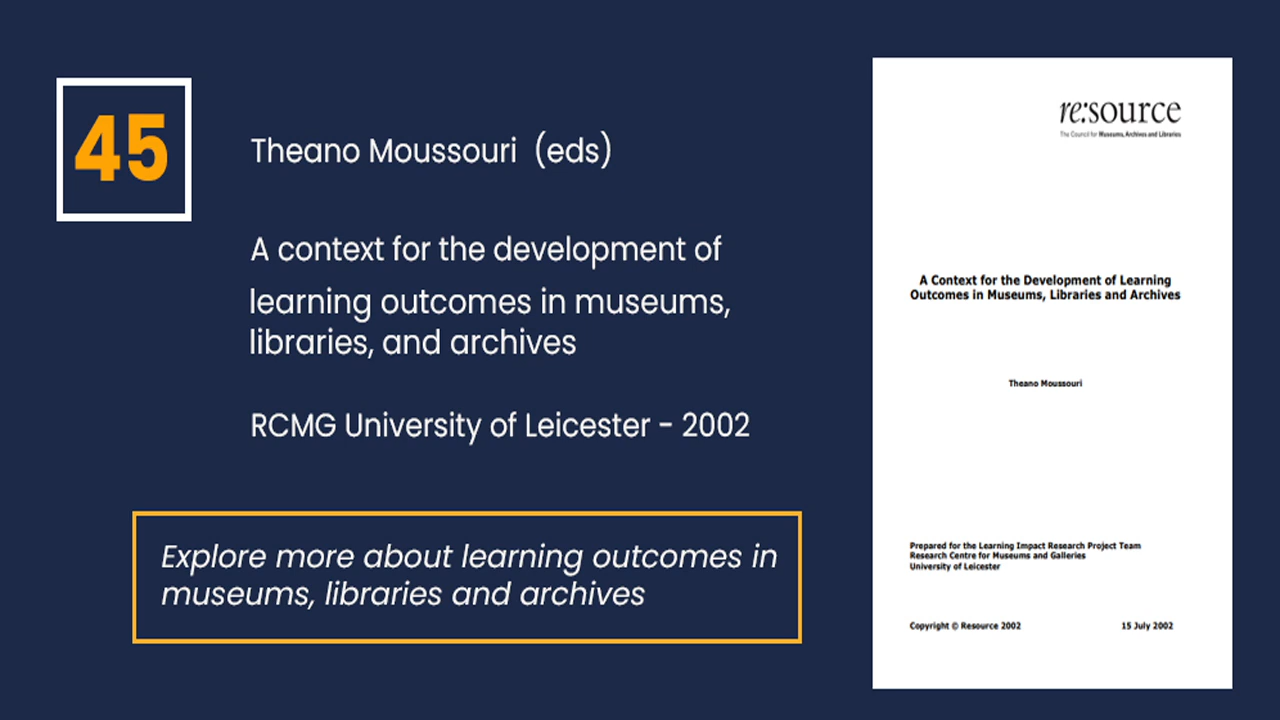 45
Theano Moussouri (eds)
A context for the development of
learning outcomes in museums,
libraries, and archives
RCMG University of Leicester - 2002
Explore more about learning outcomes in
museums, libraries and archives
re:source
The Council for Museums, Archives and Libraries
A Context for the Development of Learning
Outcomes in Museums, Libraries and Archives
Theano Moussouri
Prepared for the Learning Impact Research Project Team
Research Centre for Museums and Galleries
University of Leicester
Copyright © Resource 2002 15 July 2002